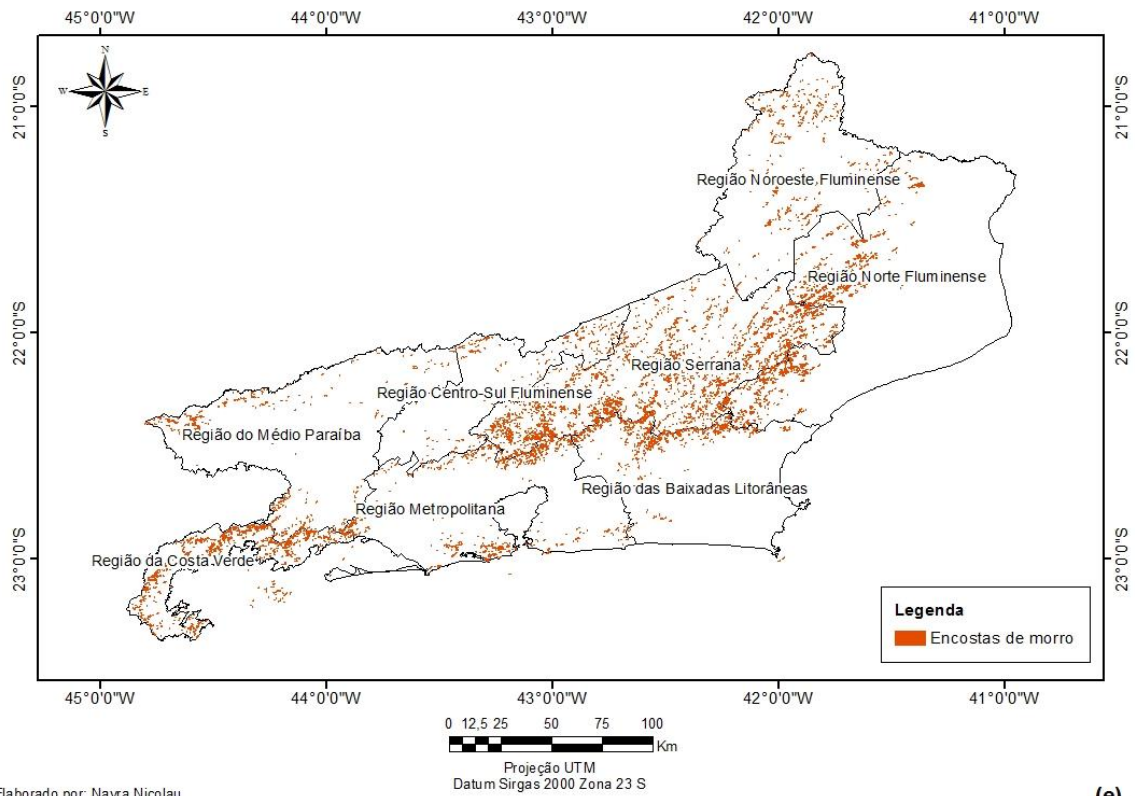 45°0'0"W 44°0'0"W 43°0'0"W 42°0'0"W 41°0'0"W
N
W E
S
21°0'0"S 21°0'0"S
Região Noroeste Fluminense
Região Norte Fluminense
22°0'0"S 22°0'0"S
Região Serrana
Região Centro-Sul Fluminense
Região do Médio Paraíba
Região das Baixadas Litorâneas
Região Metropolitana
23°0'0"S 23°0'0"S
Região da Costa Verde
Legenda
Encostas de morro
45°0'0"W 44°0'0"W 43°0'0"W 42°0'0"W 41°0'0"W
0 12,5 25 50 75 100
Km
Projeção UTM
Datum Sirgas 2000 Zona 23 S
Elaborado por: Nayra Nicolau
(e)